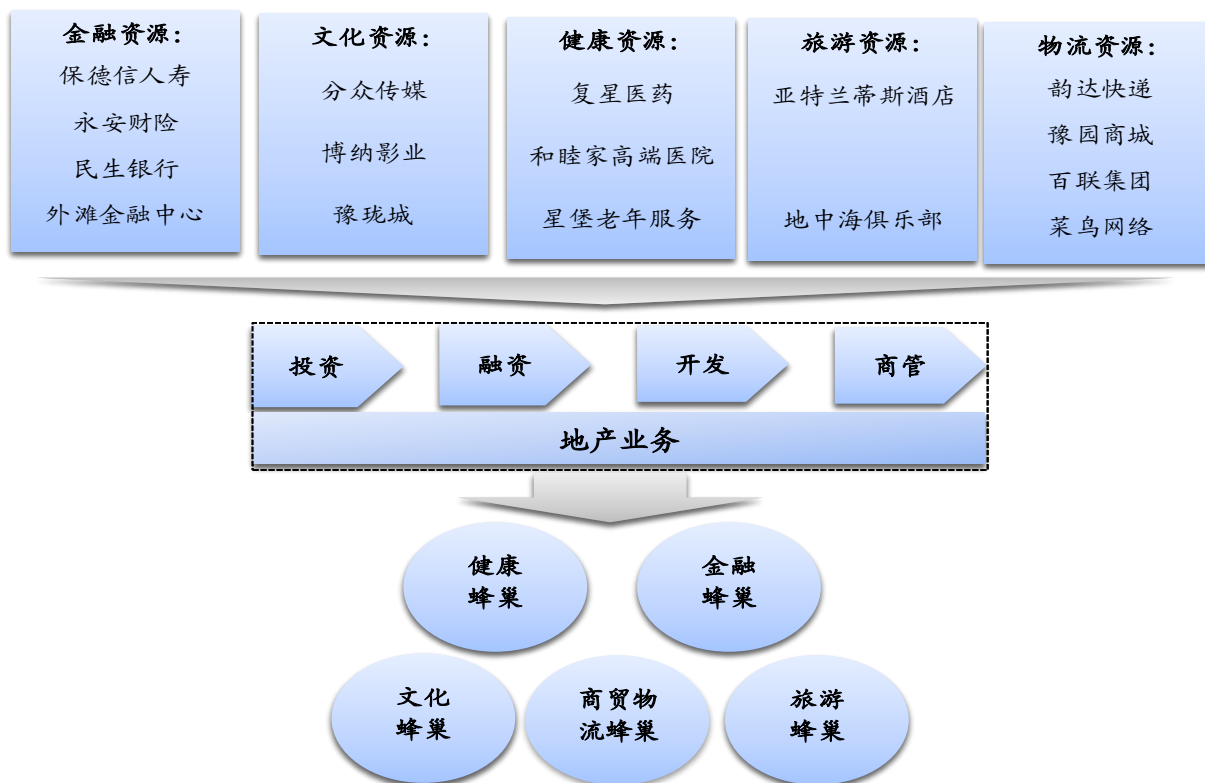 金融资源：
保德信人寿
永安财险
民生银行
外滩金融中心
文化资源：
分众传媒
博纳影业
豫珑城
健康资源：
复星医药
和睦家高端医院
星堡老年服务
旅游资源：
亚特兰蒂斯酒店
地中海俱乐部
物流资源：
韵达快递
豫园商城
百联集团
菜鸟网络
投资
融资
开发
商管
地产业务
健康
蜂巢
金融
蜂巢
文化
蜂巢
商贸物
流蜂巢
旅游
蜂巢